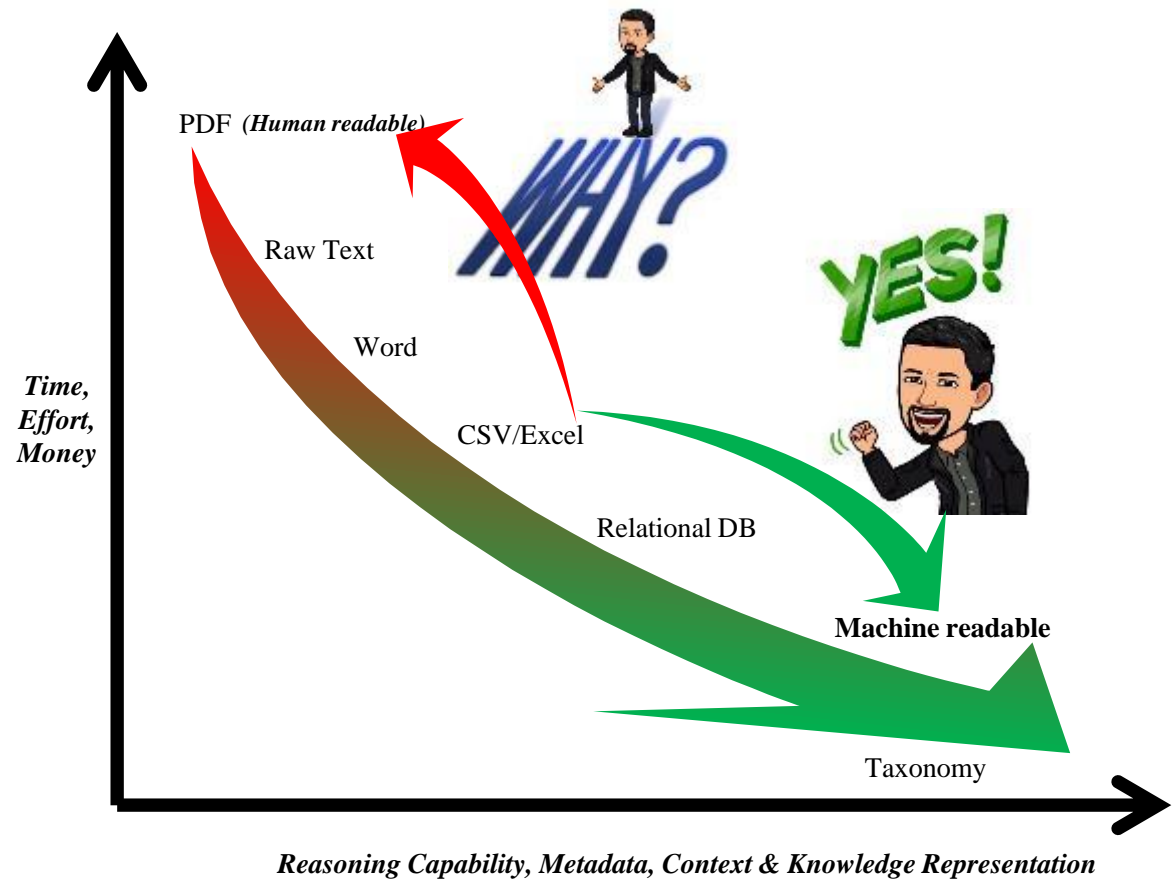 PDF (Human readable)
WHY?
Raw Text
YES!
Word
Time,
Effort,
Money
CSV/Excel
Relational DB
Machine readable
Taxonomy
Reasoning Capability, Metadata, Context & Knowledge Representation